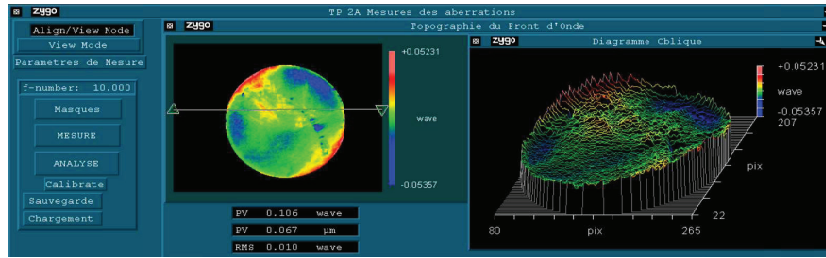 zygo TP 2A Mesures des aberrations
Align/View Mode
View Mode
Parametres de Mesure
f-number: 10.000
Masques
MESURE
ANALYSE
Calibrate
Sauvegarde
Chargement
zygo Topographie du Front d'Onde
+0.05231
wave
-0.05357
PV 0.106 wave
PV 0.067 µm
RMS 0.010 wave
zygo Diagramme Oblique
+0.05231
wave
-0.05357
207
pix
22
80 pix 265